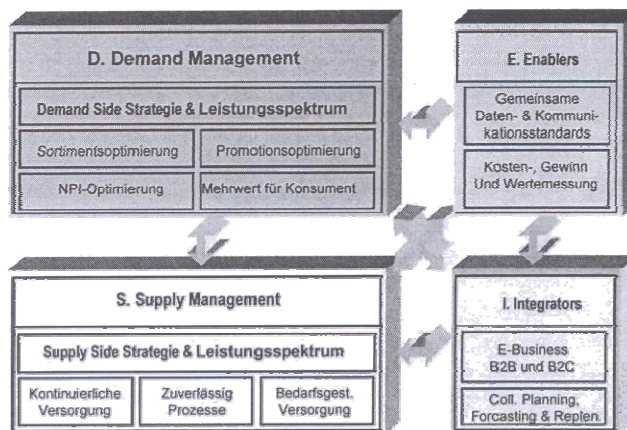 D. Demand Management
Demand Side Strategie & Leistungsspektrum
Sortimentsoptimierung
Promotionsoptimierung
NPI-Optimierung
Mehrwert für Konsument
E. Enablers
Gemeinsame
Daten- & Kommuni-
kationsstandards
Kosten-, Gewinn
Und Wertemessung
S. Supply Management
Supply Side Strategie & Leistungsspektrum
Kontinuierliche
Versorgung
Zuverlässig
Prozesse
Bedarfsgest.
Versorgung
I. Integrators
E-Business
B2B und B2C
Coll. Planning,
Forcasting & Replen.